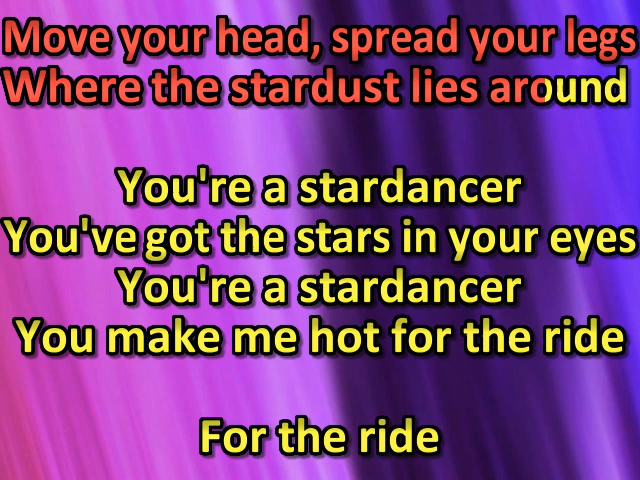 Move your head, spread your legs
Where the stardust lies around
You're a stardancer
You've got the stars in your eyes
You're a stardancer
You make me hot for the ride
For the ride